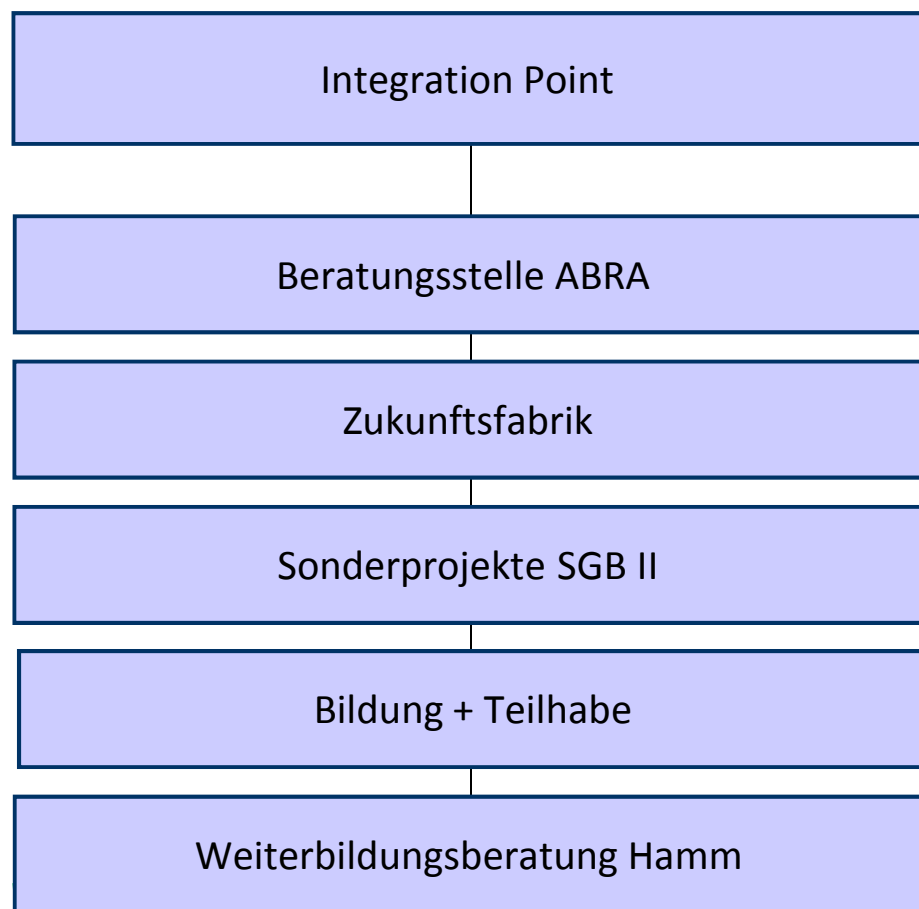 Integration Point
Beratungsstelle ABRA
Zukunftsfabrik
Sonderprojekte SGB II
Bildung + Teilhabe
Weiterbildungsberatung Hamm